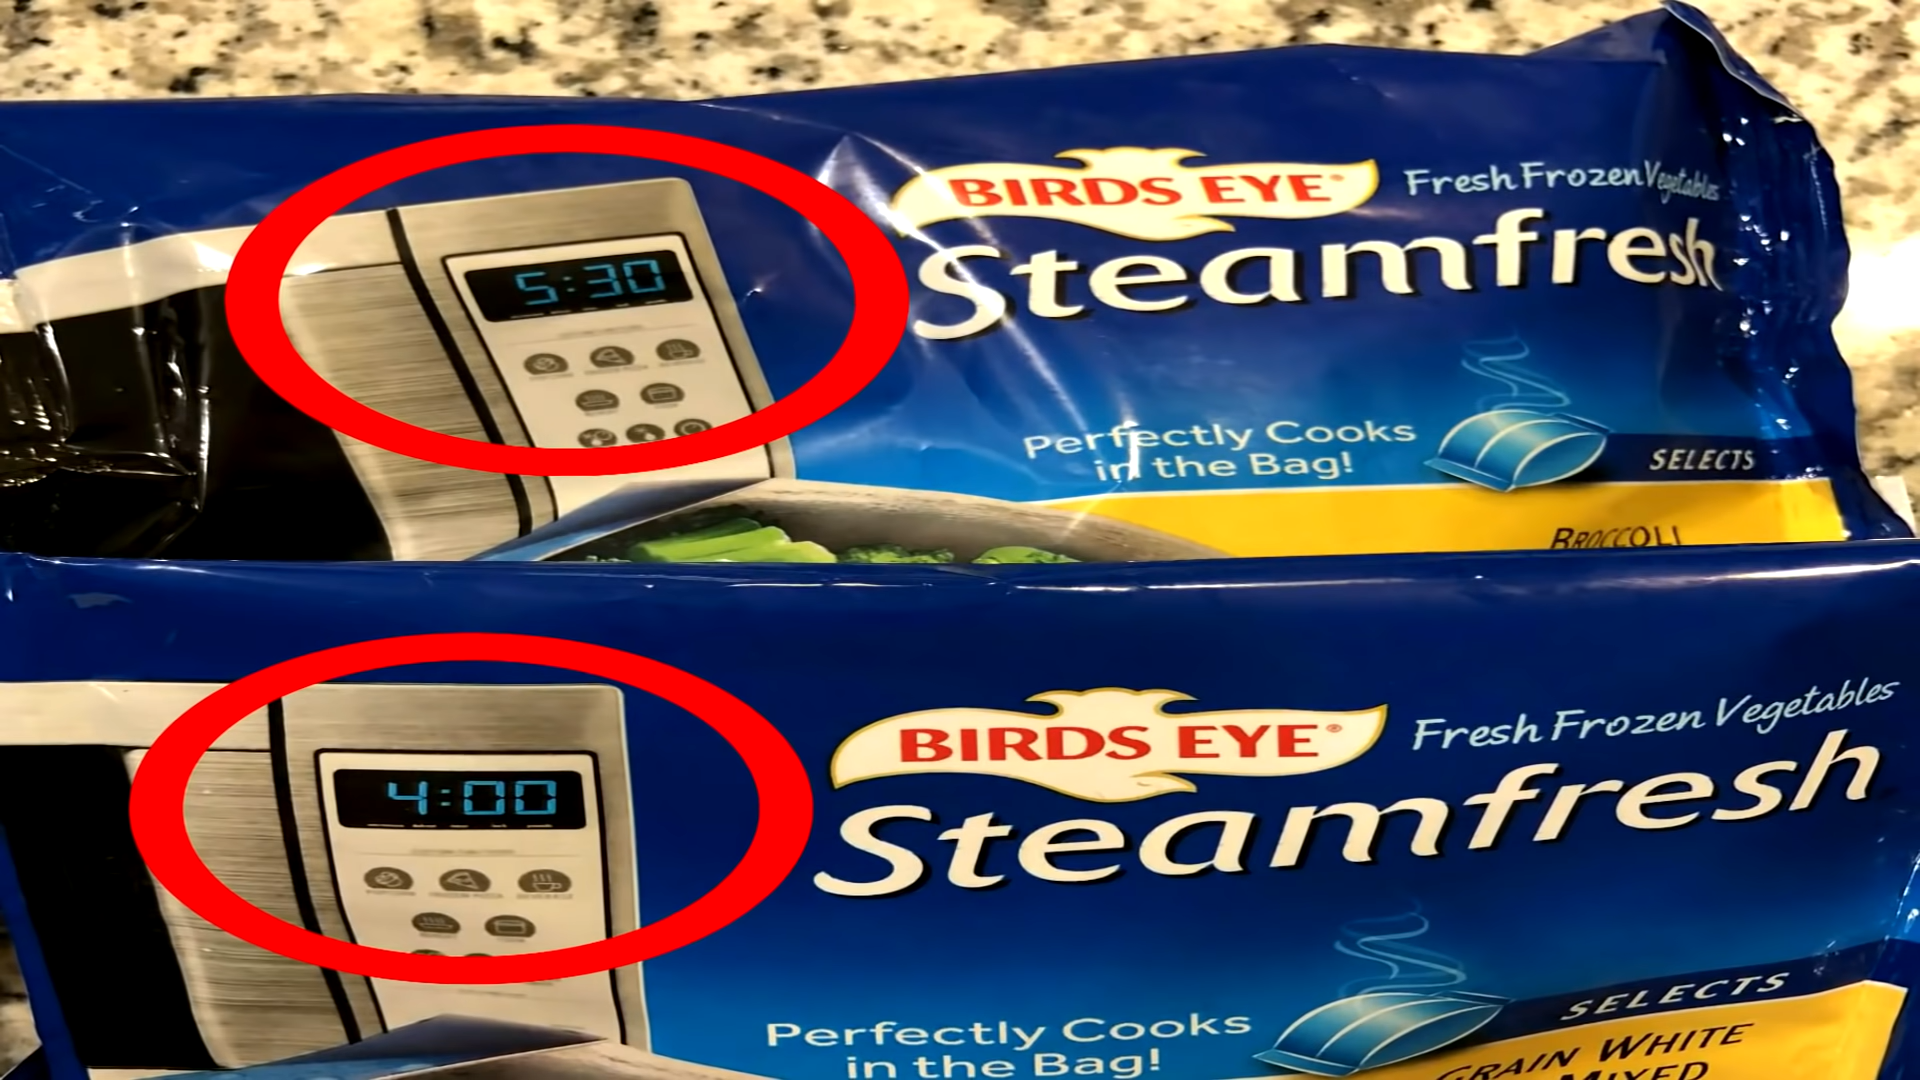 BIRDS EYE®
Fresh Frozen Vegetables
Steamfresh
5:30
Perfectly Cooks
in the Bag!
SELECTS
BROCCOLI
BIRDS EYE®
Fresh Frozen Vegetables
Steamfresh
4:00
Perfectly Cooks
in the Bag!
SELECTS
GRAIN WHITE
MIXED